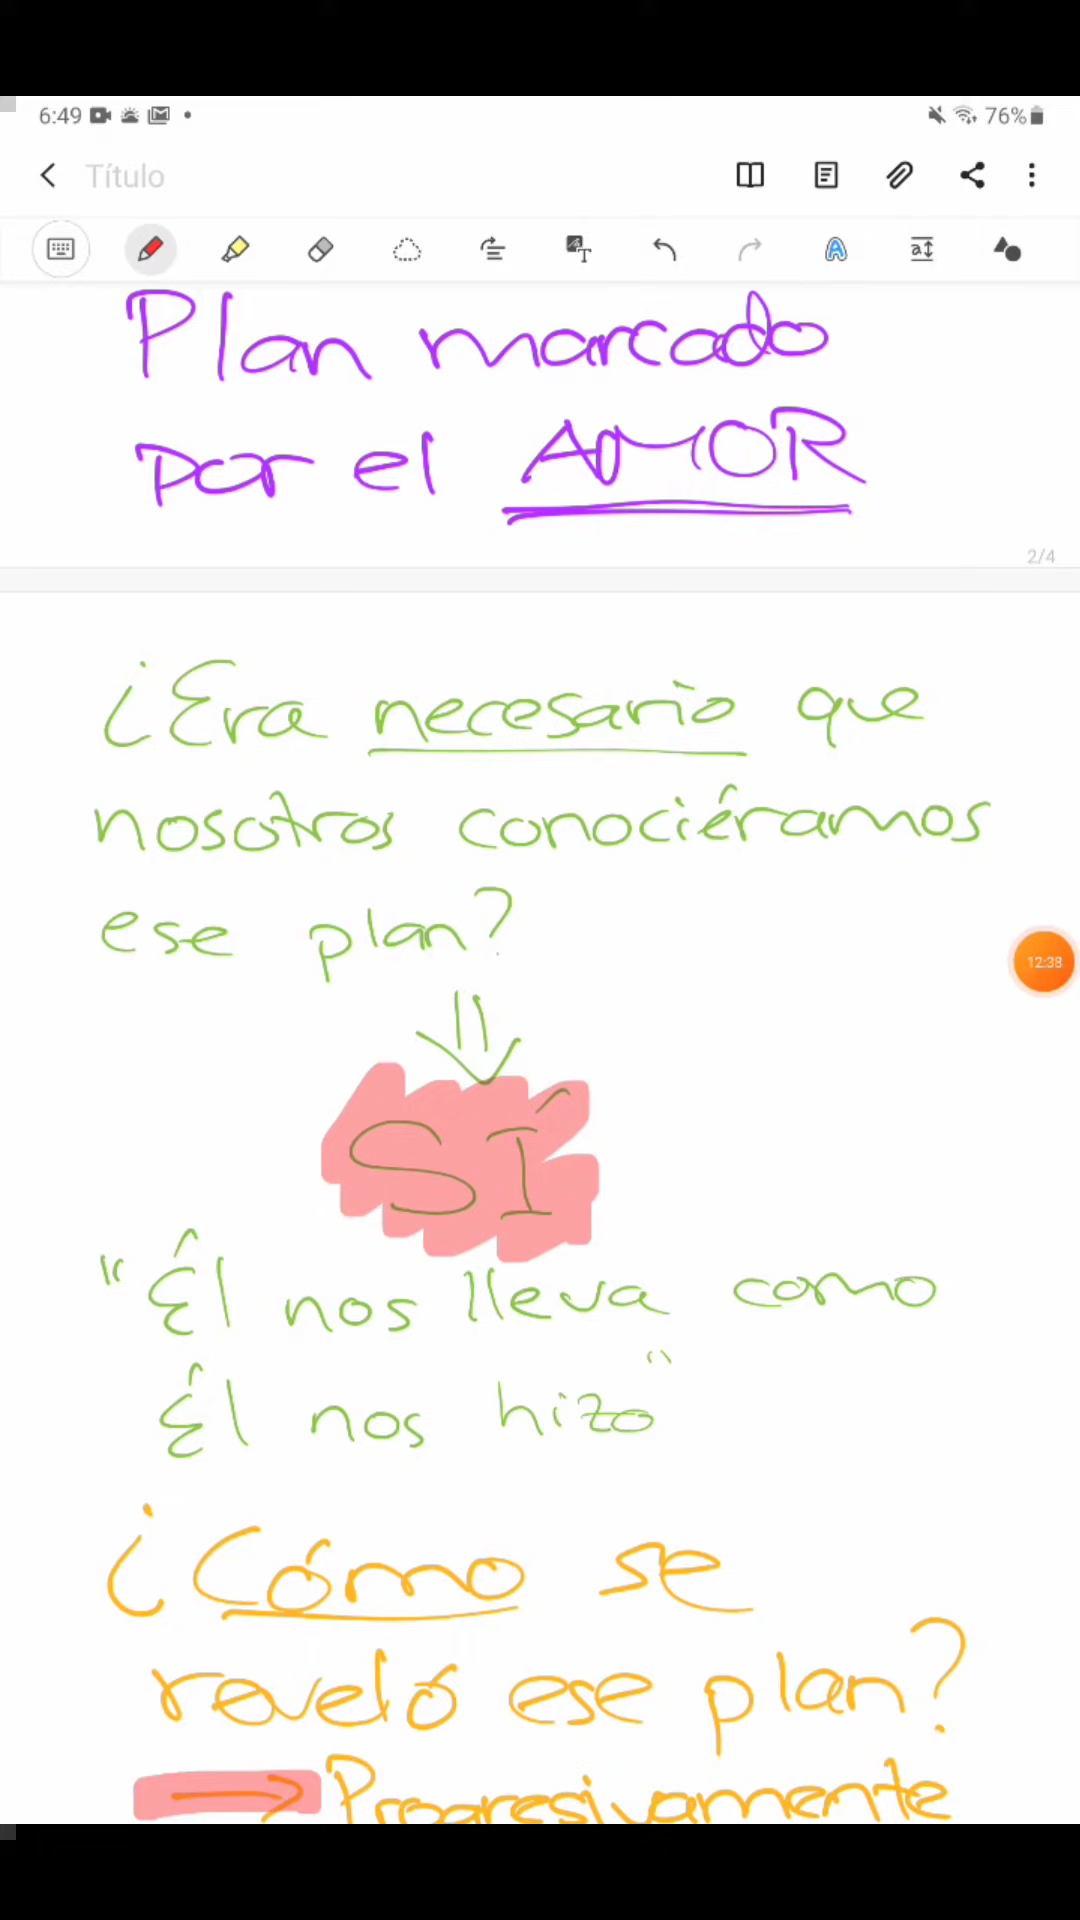 6:49
76%
Título
Plan marcado
por el AMOR
2/4
¿Era necesario que
nosotros conociéramos
ese plan?
SÍ
"Él nos lleva como
Él nos hizo"
¿Cómo se
reveló ese plan?
Progresivamente
12:38